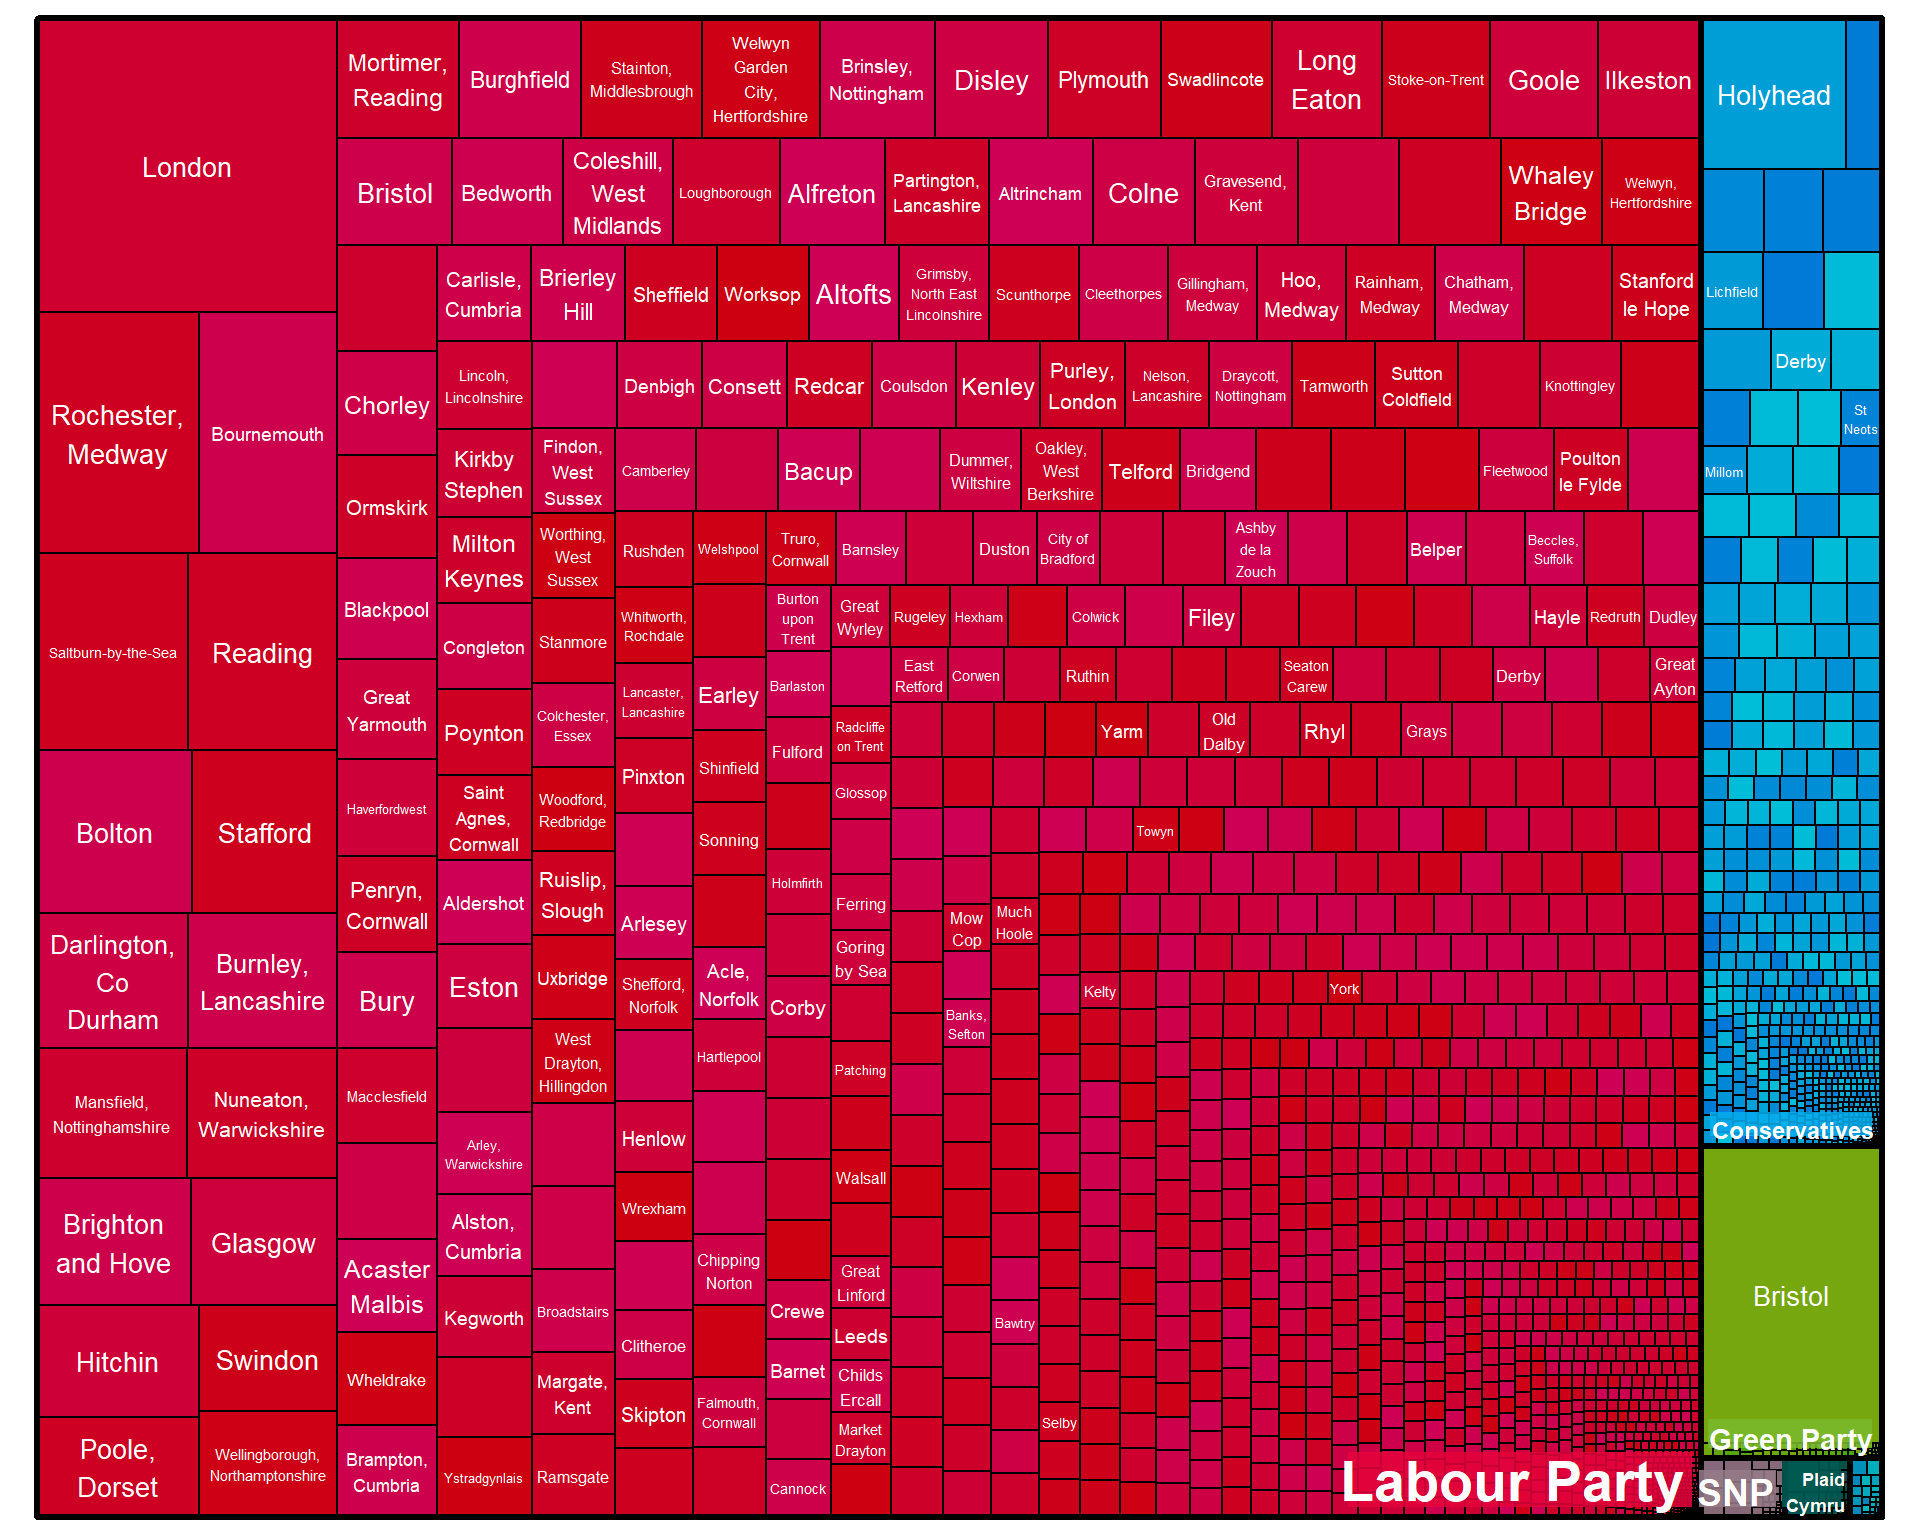 London
Mortimer,
Reading
Burghfield
Stainton,
Middlesbrough
Welwyn
Garden
City,
Hertfordshire
Brinsley,
Nottingham
Disley
Plymouth
Swadlincote
Long
Eaton
Stoke-on-Trent
Goole
Ilkeston
Holyhead
Bristol
Bedworth
Coleshill,
West
Midlands
Loughborough
Alfreton
Partington,
Lancashire
Altrincham
Colne
Gravesend,
Kent
Whaley
Bridge
Welwyn,
Hertfordshire
Carlisle,
Cumbria
Brierley
Hill
Sheffield
Worksop
Altofts
Grimsby,
North East
Lincolnshire
Scunthorpe
Cleethorpes
Gillingham,
Medway
Hoo,
Medway
Rainham,
Medway
Chatham,
Medway
Stanford
le Hope
Lichfield
Rochester,
Medway
Bournemouth
Chorley
Lincoln,
Lincolnshire
Denbigh
Consett
Redcar
Coulsdon
Kenley
Purley,
London
Nelson,
Lancashire
Draycott,
Nottingham
Tamworth
Sutton
Coldfield
Knottingley
Derby
Ormskirk
Kirkby
Stephen
Findon,
West
Sussex
Camberley
Bacup
Dummer,
Wiltshire
Oakley,
West
Berkshire
Telford
Bridgend
Fleetwood
Poulton
le Fylde
St
Neots
Millom
Milton
Keynes
Worthing,
West
Sussex
Rushden
Welshpool
Truro,
Cornwall
Barnsley
Duston
City of
Bradford
Ashby
de la
Zouch
Belper
Beccles,
Suffolk
Saltburn-by-the-Sea
Reading
Blackpool
Congleton
Stanmore
Whitworth,
Rochdale
Burton
upon
Trent
Great
Wyrley
Rugeley
Hexham
Colwick
Filey
Hayle
Redruth
Dudley
Great
Yarmouth
Poynton
Colchester,
Essex
Lancaster,
Lancashire
Earley
Barlaston
East
Retford
Corwen
Ruthin
Seaton
Carew
Derby
Great
Ayton
Fulford
Radcliffe
on Trent
Yarm
Old
Dalby
Rhyl
Grays
Bolton
Stafford
Haverfordwest
Saint
Agnes,
Cornwall
Woodford,
Redbridge
Pinxton
Shinfield
Glossop
Sonning
Towyn
Penryn,
Cornwall
Aldershot
Ruislip,
Slough
Arlesey
Holmfirth
Ferring
Mow
Cop
Much
Hoole
Darlington,
Co
Durham
Burnley,
Lancashire
Bury
Eston
Uxbridge
Shefford,
Norfolk
Acle,
Norfolk
Corby
Goring
by Sea
Banks,
Sefton
Kelty
York
Mansfield,
Nottinghamshire
Nuneaton,
Warwickshire
Macclesfield
West
Drayton,
Hillingdon
Hartlepool
Patching
Arley,
Warwickshire
Henlow
Conservatives
Brighton
and Hove
Glasgow
Acaster
Malbis
Alston,
Cumbria
Wrexham
Chipping
Norton
Walsall
Great
Linford
Bristol
Hitchin
Swindon
Wheldrake
Kegworth
Broadstairs
Clitheroe
Crewe
Leeds
Bawtry
Margate,
Kent
Skipton
Falmouth,
Cornwall
Barnet
Childs
Ercall
Market
Drayton
Selby
Green Party
Poole,
Dorset
Wellingborough,
Northamptonshire
Brampton,
Cumbria
Ystradgynlais
Ramsgate
Cannock
Labour Party
SNP
Plaid
Cymru